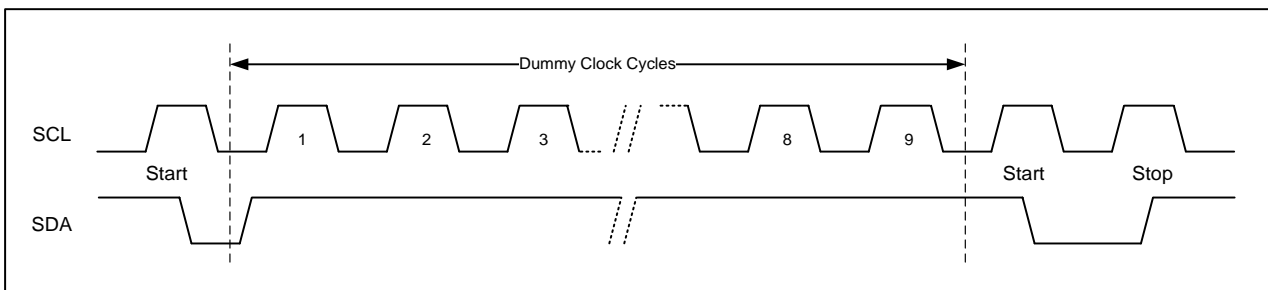 Dummy Clock Cycles
SCL
1 2 3 8 9
Start Start Stop
SDA